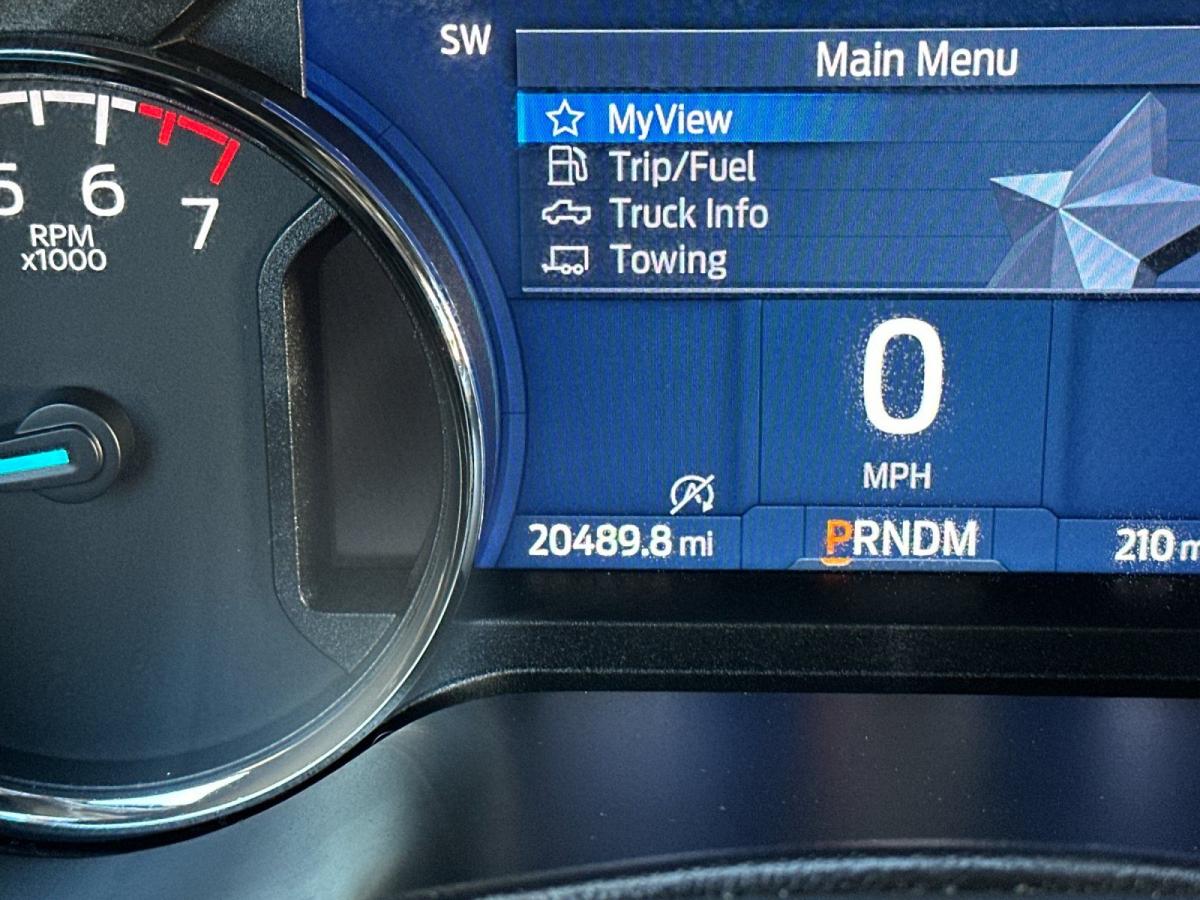 SW
Main Menu
MyView
Trip/Fuel
Truck Info
Towing
6
7
RPM
x1000
0
MPH
20489.8 mi
PRNDM
210